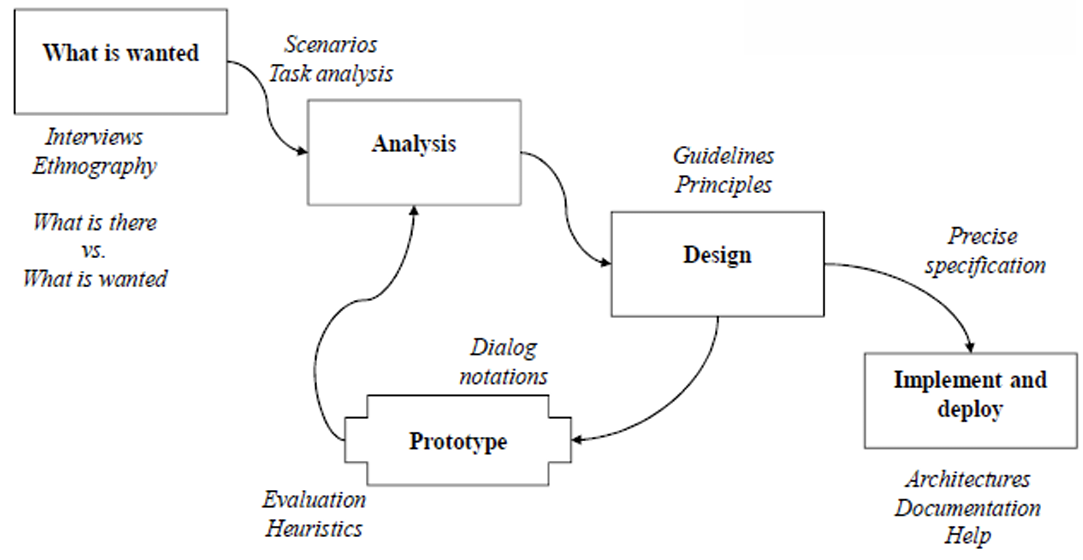 What is wanted
Scenarios
Task analysis
Interviews
Ethnography
What is there
vs.
What is wanted
Analysis
Guidelines
Principles
Design
Precise
specification
Dialog
notations
Prototype
Evaluation
Heuristics
Implement and
deploy
Architectures
Documentation
Help